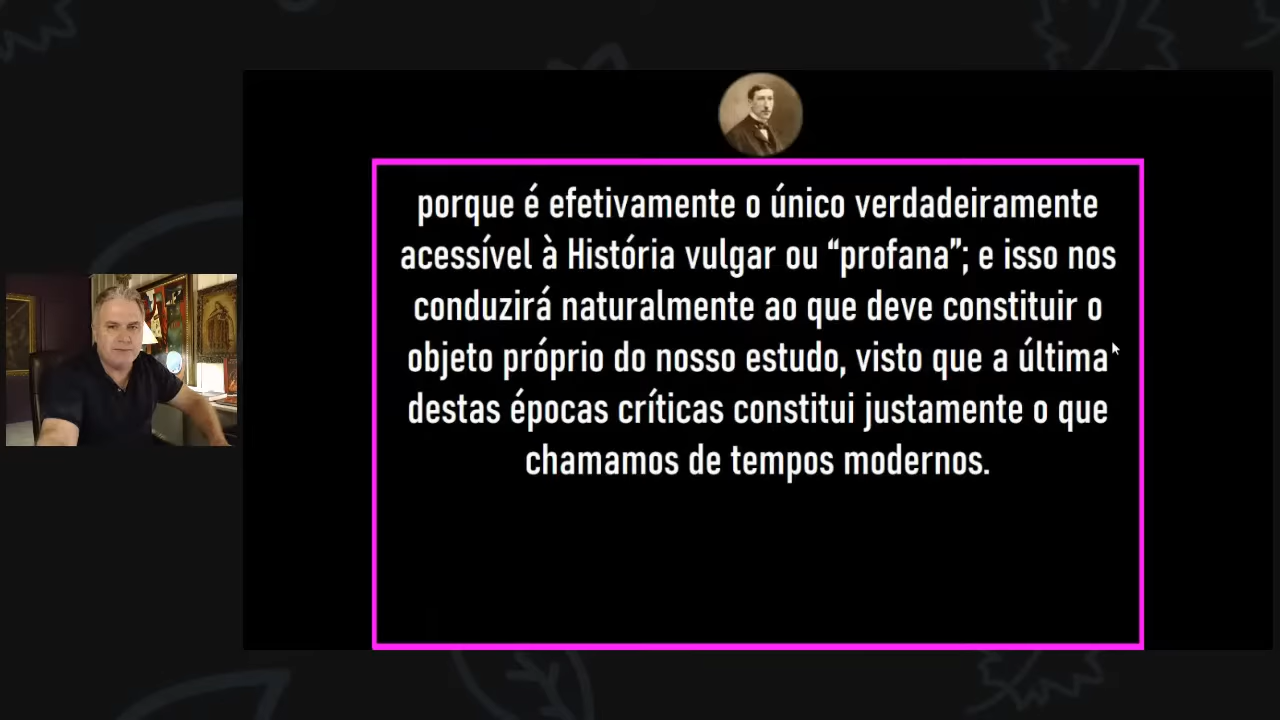 porque é efetivamente o único verdadeiramente
acessível à História vulgar ou “profana”; e isso nos
conduzirá naturalmente ao que deve constituir o
objeto próprio do nosso estudo, visto que a última
destas épocas críticas constitui justamente o que
chamamos de tempos modernos.